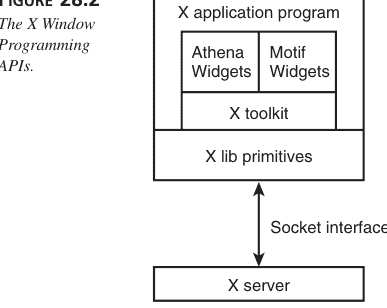 FIGURE 28.2
The X Window
Programming
APIs.
X application program
Athena
Widgets
Motif
Widgets
X toolkit
X lib primitives
Socket interface
X server